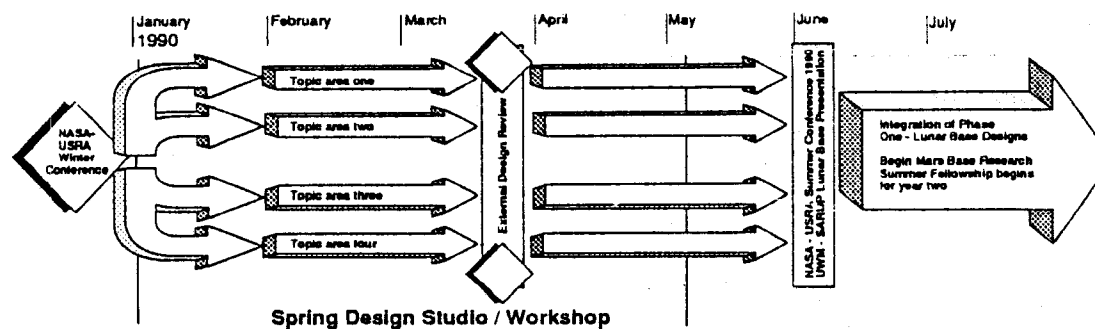 January
1990
February
March
April
May
June
July
NASA-
USRA
Winter
Conference
Topic area one
Topic area two
Topic area three
Topic area four
External Design Review
NASA - USRA Summer Conference 1990
UWM - SARUP Lunar Base Presentation
Integration of Phase
One - Lunar Base Designs
Begin Mars Base Research
Summer Fellowship begins
for year two
Spring Design Studio / Workshop